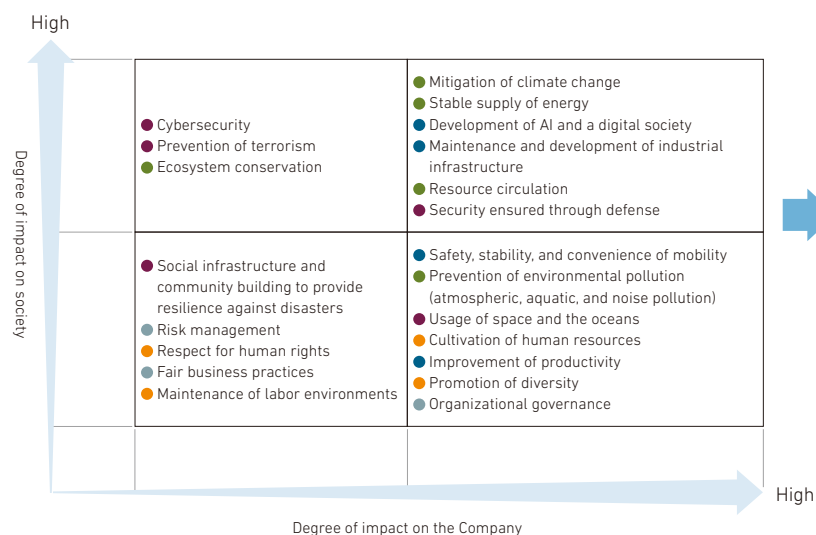 High
Degree of impact on society
Cybersecurity
Prevention of terrorism
Ecosystem conservation
Mitigation of climate change
Stable supply of energy
Development of AI and a digital society
Maintenance and development of industrial
infrastructure
Resource circulation
Security ensured through defense
Social infrastructure and
community building to provide
resilience against disasters
Risk management
Respect for human rights
Fair business practices
Maintenance of labor environments
Safety, stability, and convenience of mobility
Prevention of environmental pollution
(atmospheric, aquatic, and noise pollution)
Usage of space and the oceans
Cultivation of human resources
Improvement of productivity
Promotion of diversity
Organizational governance
High
Degree of impact on the Company